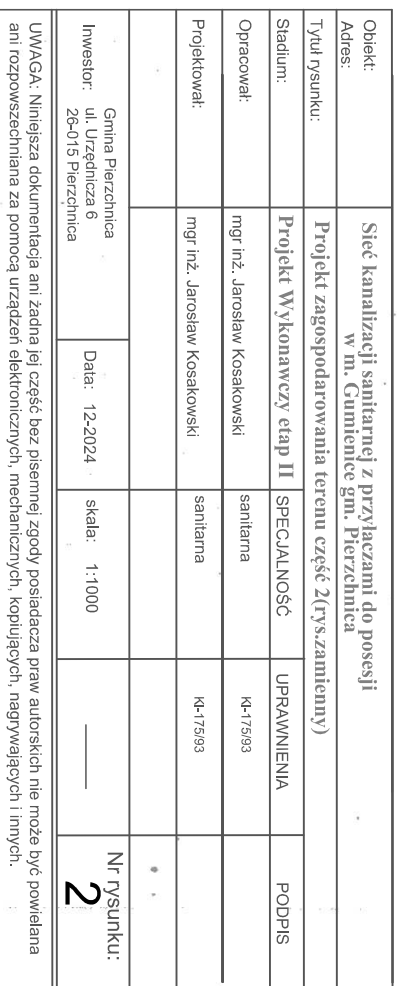 Obiekt: Sieć kanalizacji sanitarnej z przyłaczami do posesji
Adres: w m. Gumienice gm. Pierzchnica
Tytuł rysunku: Projekt zagospodarowania terenu część 2(rys.zamienny)
Stadium: Projekt Wykonawczy etap II SPECJALNOŚĆ UPRAWNIENIA PODPIS
Opracował: mgr inż. Jarosław Kosakowski sanitarna KI-175/93
Projektował: mgr inż. Jarosław Kosakowski sanitarna KI-175/93
Inwestor: Gmina Pierzchnica
ul. Urzędnicza 6
26-015 Pierzchnica
Data: 12-2024 skala: 1:1000
Nr rysunku:
2
UWAGA: Niniejsza dokumentacja ani żadna jej część bez pisemnej zgody posiadacza praw autorskich nie może być powielana
ani rozpowszechniana za pomocą urządzeń elektronicznych, mechanicznych, kopiujących, nagrywających i innych.